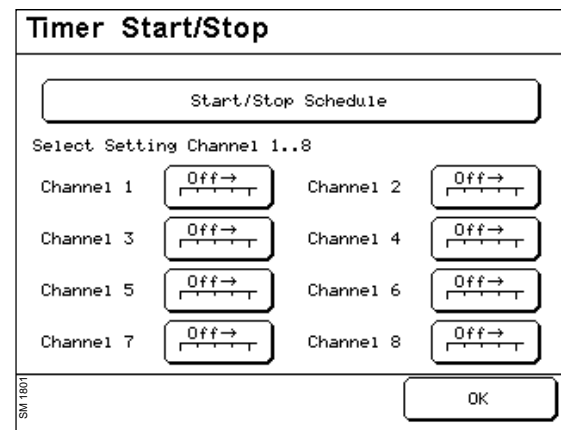 Timer Start/Stop
Start/Stop Schedule
Select Setting Channel 1..8
Channel 1 Off→ Channel 2 Off→
Channel 3 Off→ Channel 4 Off→
Channel 5 Off→ Channel 6 Off→
Channel 7 Off→ Channel 8 Off→
SM 1801
OK